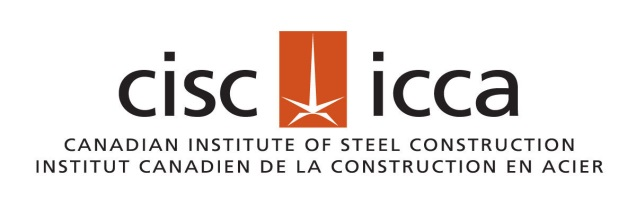 cisc icca
CANADIAN INSTITUTE OF STEEL CONSTRUCTION
INSTITUT CANADIEN DE LA CONSTRUCTION EN ACIER